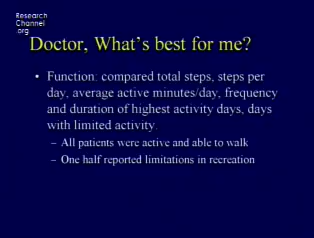 Research
Channel
.org
Doctor, What's best for me?
• Function: compared total steps, steps per
day, average active minutes/day, frequency
and duration of highest activity days, days
with limited activity.
– All patients were active and able to walk
– One half reported limitations in recreation